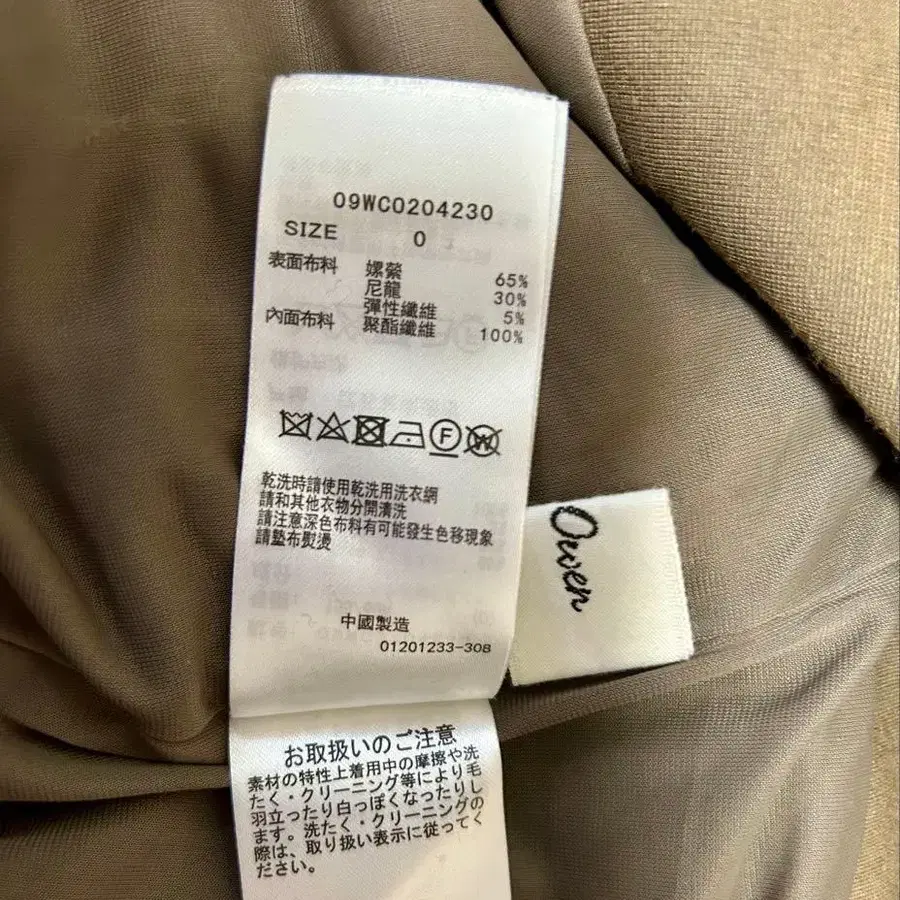 09WC0204230
SIZE 0
表面布料 嫘縈 65%
尼龍 30%
彈性纖維 5%
內面布料 聚酯纖維 100%
F
W
乾洗時請使用乾洗用洗衣網
請和其他衣物分開清洗
請注意深色布料有可能發生色移現象
請墊布熨燙
中國製造
01201233-308
Owen
お取扱いのご注意
素材の特性上着用中の摩擦や洗
たく・クリーニング等により毛
羽立ったり白っぽくなったりし
ます。洗たく・クリーニングの
際は、取り扱い表示に従ってく
ださい。